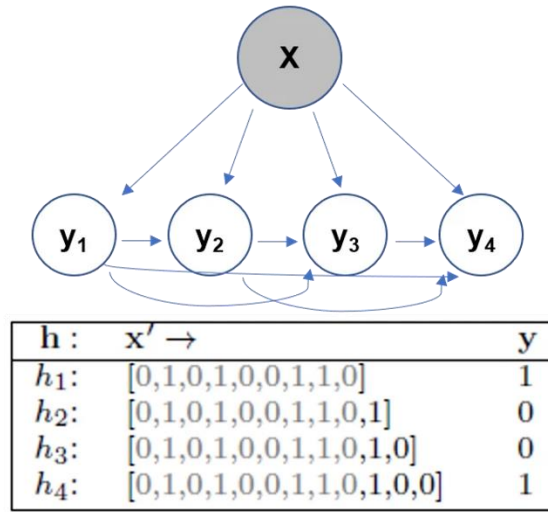 X
y1 y2 y3 y4
h : x′ → y
h1: [0,1,0,1,0,0,1,1,0] 1
h2: [0,1,0,1,0,0,1,1,0,1] 0
h3: [0,1,0,1,0,0,1,1,0,1,0] 0
h4: [0,1,0,1,0,0,1,1,0,1,0,0] 1